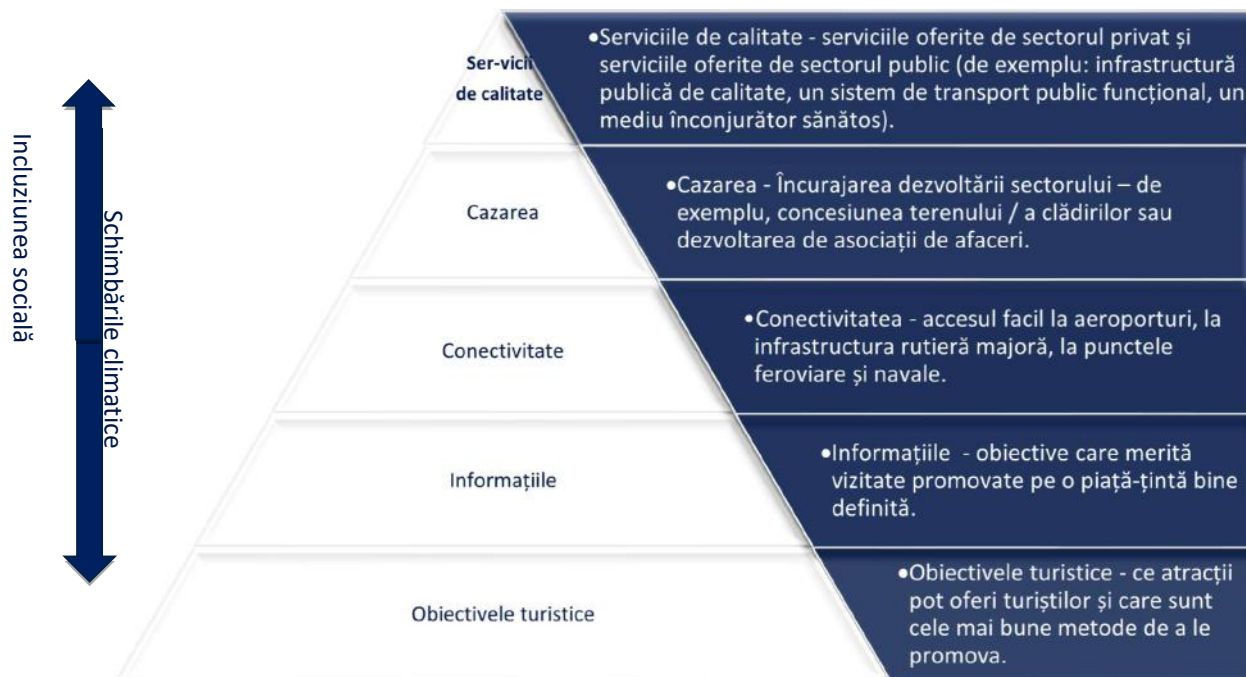 Incluziunea socială
Schimbările climatice
Ser-vicii
de calitate
•Serviciile de calitate - serviciile oferite de sectorul privat și
serviciile oferite de sectorul public (de exemplu: infrastructură
publică de calitate, un sistem de transport public funcțional, un
mediu înconjurător sănătos).
Cazarea
•Cazarea - Încurajarea dezvoltării sectorului – de
exemplu, concesiunea terenului / a clădirilor sau
dezvoltarea de asociații de afaceri.
Conectivitate
•Conectivitatea - accesul facil la aeroporturi, la
infrastructura rutieră majoră, la punctele
feroviare și navale.
Informațiile
•Informațiile - obiective care merită
vizitate promovate pe o piață-țintă bine
definită.
Obiectivele turistice
•Obiectivele turistice - ce atracții
pot oferi turiștilor și care sunt
cele mai bune metode de a le
promova.